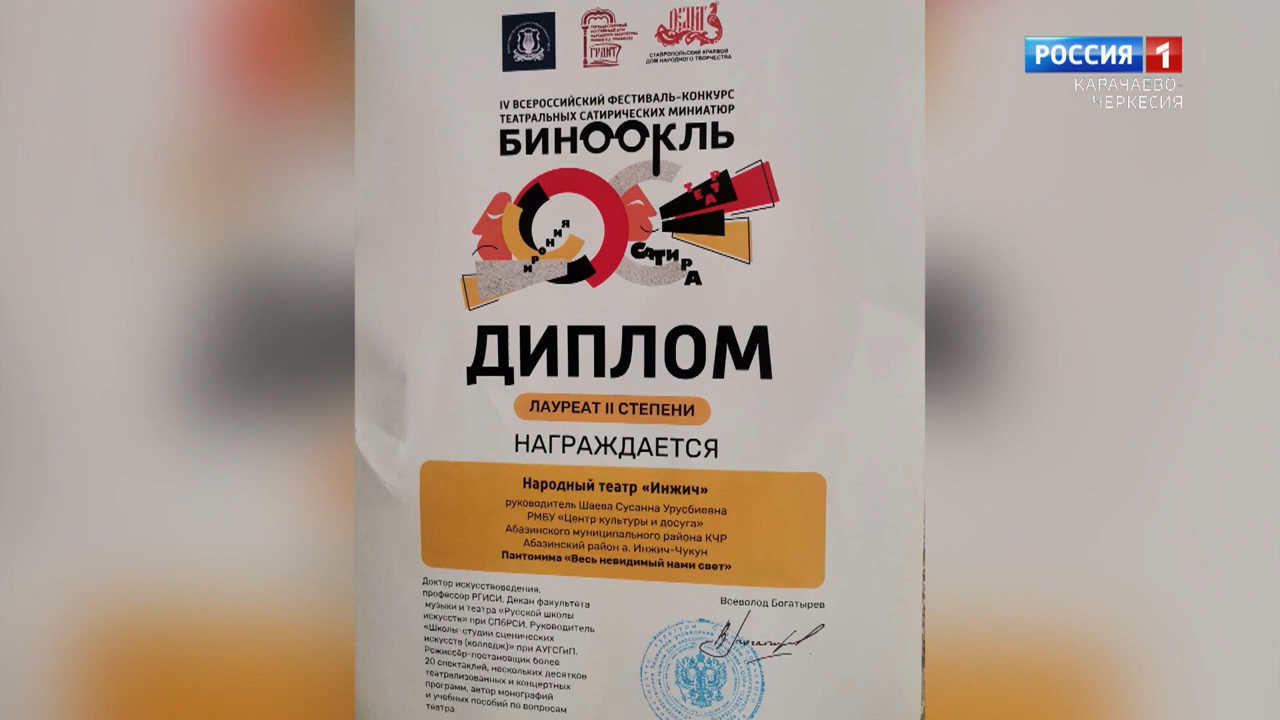 РОССИЯ 1
КАРАЧАЕВО-
ЧЕРКЕСИЯ
ГРДНТ
СТАВРОПОЛЬСКИЙ КРАЕВОЙ
ДОМ НАРОДНОГО ТВОРЧЕСТВА
IV ВСЕРОССИЙСКИЙ ФЕСТИВАЛЬ-КОНКУРС
ТЕАТРАЛЬНЫХ САТИРИЧЕСКИХ МИНИАТЮР
БИНООКЛЬ
ТЕАТР
ИРОНИЯ
САТИРА
ДИПЛОМ
ЛАУРЕАТ II СТЕПЕНИ
НАГРАЖДАЕТСЯ
Народный театр «Инжич»
руководитель Шаева Сусанна Урусбиевна
РМБУ «Центр культуры и досуга»
Абазинского муниципального района КЧР
Абазинский район а. Инжич-Чукун
Пантомима «Весь невидимый нами свет»
Доктор искусствоведения,
профессор РГИСИ, Декан факультета
музыки и театра «Русской школы
искусств» при СПбРСИ, Руководитель
«Школы-студии сценических
искусств (колледж)» при АУГСГиП.
Режиссёр-постановщик более
20 спектаклей, нескольких десятков
театрализованных и концертных
программ, автор монографий
и учебных пособий по вопросам
театра
Всеволод Богатырев